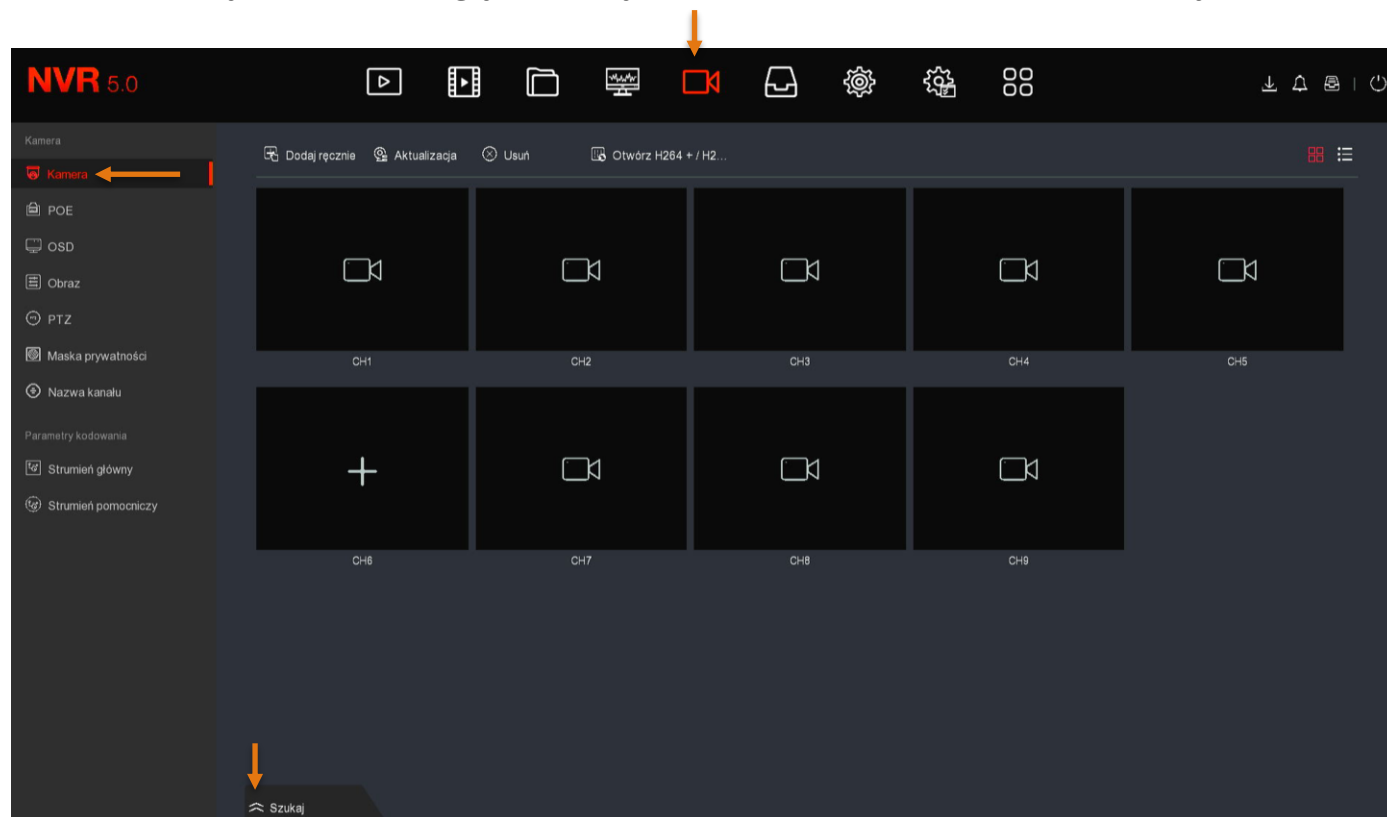 NVR 5.0
Kamera
Kamera
POE
OSD
Obraz
PTZ
Maska prywatności
Nazwa kanału
Parametry kodowania
Strumień główny
Strumień pomocniczy
Dodaj ręcznie Aktualizacja Usuń Otwórz H264 + / H2...
CH1 CH2 CH3 CH4 CH5
CH6 CH7 CH8 CH9
Szukaj